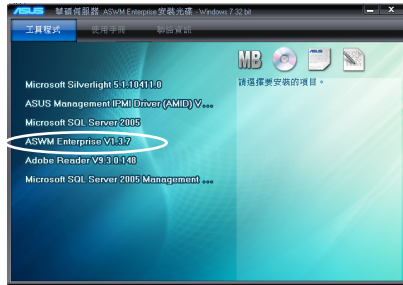 ASUS 華碩伺服器 ASWM Enterprise 安裝光碟 - Windows 7 32 bit
工具程式 使用手冊 聯絡資訊
MB
請選擇要安裝的項目。
Microsoft Silverlight 5.1.10411.0
ASUS Management IPMI Driver (AMID) V...
Microsoft SQL Server 2005
ASWM Enterprise V1.3.7
Adobe Reader V9.3.0.148
Microsoft SQL Server 2005 Management ...